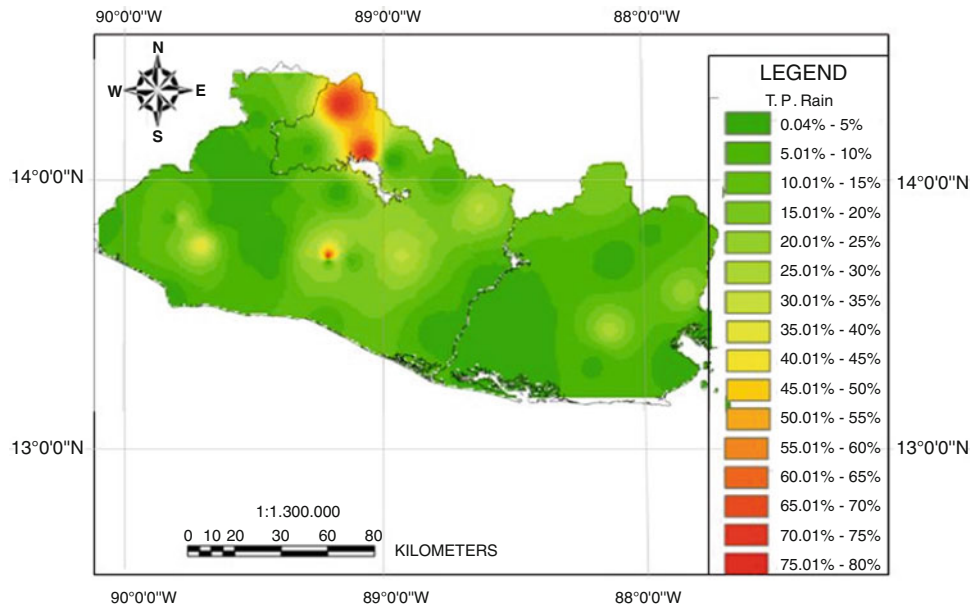 90°0'0"W 89°0'0"W 88°0'0"W
N
W E
S
LEGEND
T. P. Rain
0.04% - 5%
5.01% - 10%
10.01% - 15%
15.01% - 20%
20.01% - 25%
25.01% - 30%
30.01% - 35%
35.01% - 40%
40.01% - 45%
45.01% - 50%
50.01% - 55%
55.01% - 60%
60.01% - 65%
65.01% - 70%
70.01% - 75%
75.01% - 80%
14°0'0"N 14°0'0"N
13°0'0"N 13°0'0"N
1:1.300.000
0 10 20 30 60 80
KILOMETERS
90°0'0"W 89°0'0"W 88°0'0"W